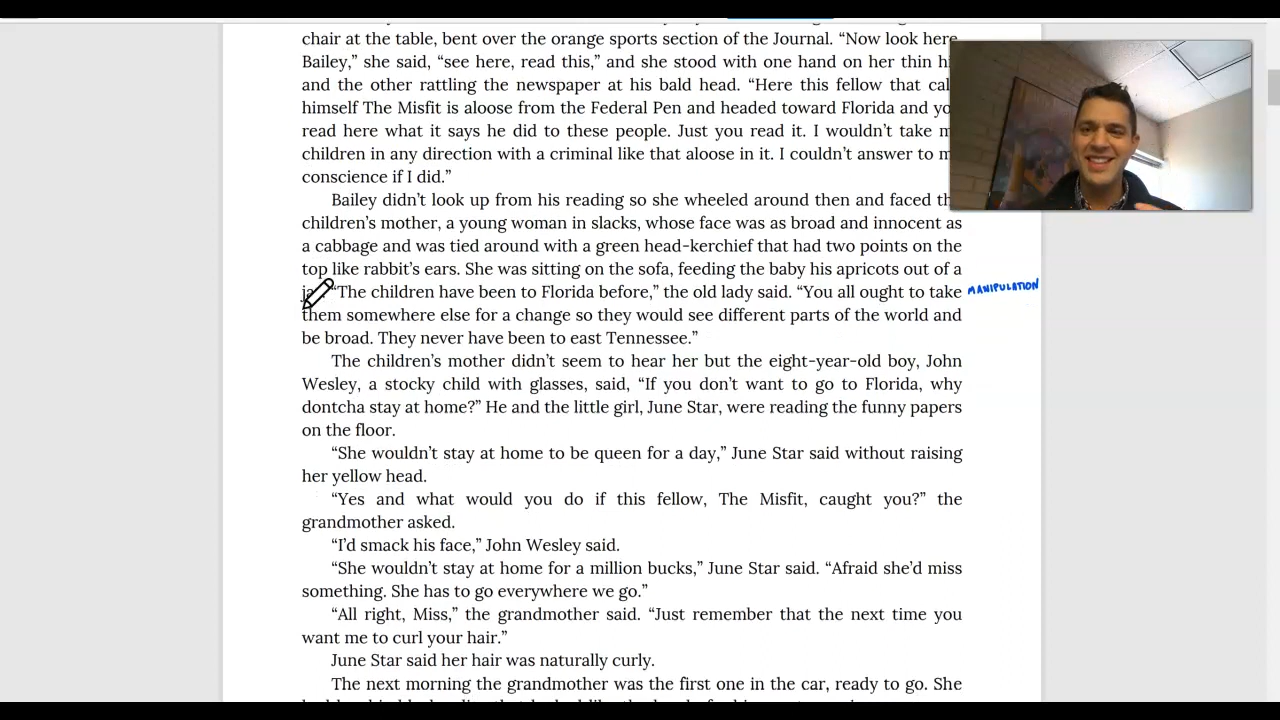 chair at the table, bent over the orange sports section of the Journal. “Now look here,
Bailey,” she said, “see here, read this,” and she stood with one hand on her thin
and the other rattling the newspaper at his bald head. “Here this fellow that
himself The Misfit is aloose from the Federal Pen and headed toward Florida and
read here what it says he did to these people. Just you read it. I wouldn’t take
children in any direction with a criminal like that aloose in it. I couldn’t answer to
conscience if I did.”
Bailey didn’t look up from his reading so she wheeled around then and faced
children’s mother, a young woman in slacks, whose face was as broad and innocent as
a cabbage and was tied around with a green head-kerchief that had two points on the
top like rabbit’s ears. She was sitting on the sofa, feeding the baby his apricots out of a
“The children have been to Florida before,” the old lady said. “You all ought to take MANIPULATION
them somewhere else for a change so they would see different parts of the world and
be broad. They never have been to east Tennessee.”
The children’s mother didn’t seem to hear her but the eight-year-old boy, John
Wesley, a stocky child with glasses, said, “If you don’t want to go to Florida, why
dontcha stay at home?” He and the little girl, June Star, were reading the funny papers
on the floor.
“She wouldn’t stay at home to be queen for a day,” June Star said without raising
her yellow head.
“Yes and what would you do if this fellow, The Misfit, caught you?” the
grandmother asked.
“I’d smack his face,” John Wesley said.
“She wouldn’t stay at home for a million bucks,” June Star said. “Afraid she’d miss
something. She has to go everywhere we go.”
“All right, Miss,” the grandmother said. “Just remember that the next time you
want me to curl your hair.”
June Star said her hair was naturally curly.
The next morning the grandmother was the first one in the car, ready to go. She